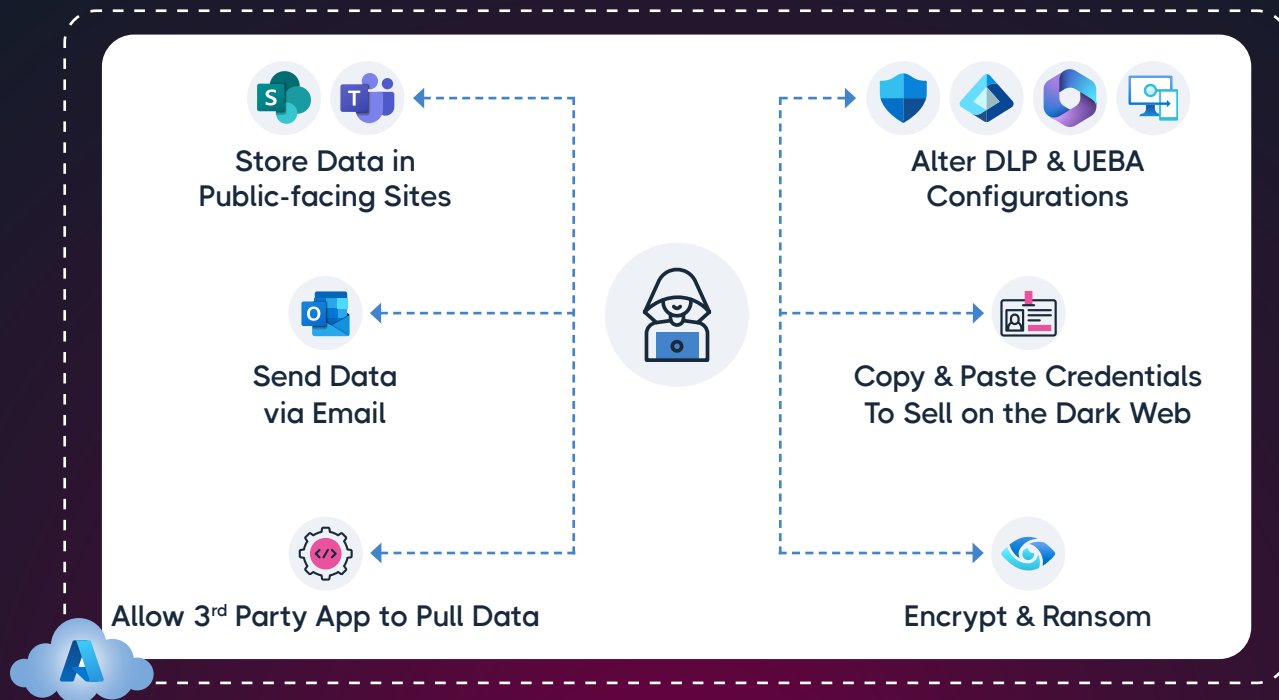 S
T
Store Data in
Public-facing Sites
Alter DLP & UEBA
Configurations
O
Send Data
via Email
Copy & Paste Credentials
To Sell on the Dark Web
</>
Allow 3rd Party App to Pull Data
Encrypt & Ransom